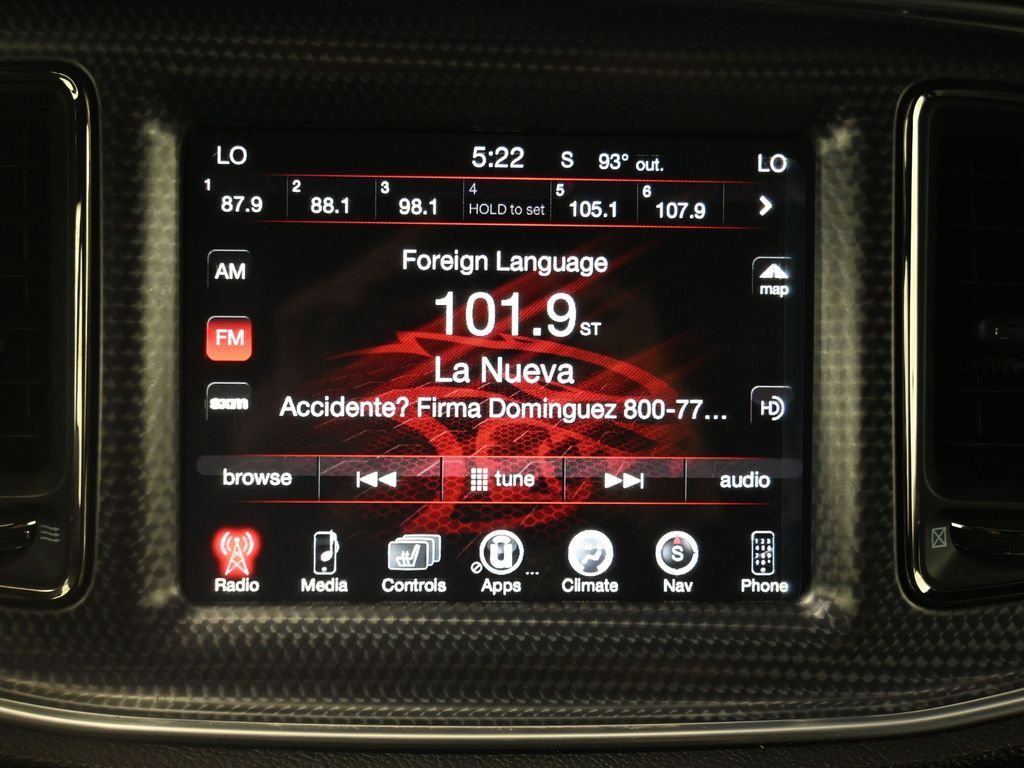 LO 5:22 S 93° out. LO
1 87.9 2 88.1 3 98.1 4 HOLD to set 5 105.1 6 107.9
AM
Foreign Language
map
101.9 ST
FM
La Nueva
sxm
Accidente? Firma Dominguez 800-77...
HD
browse tune audio
S
Radio Media Controls Apps ... Climate Nav Phone